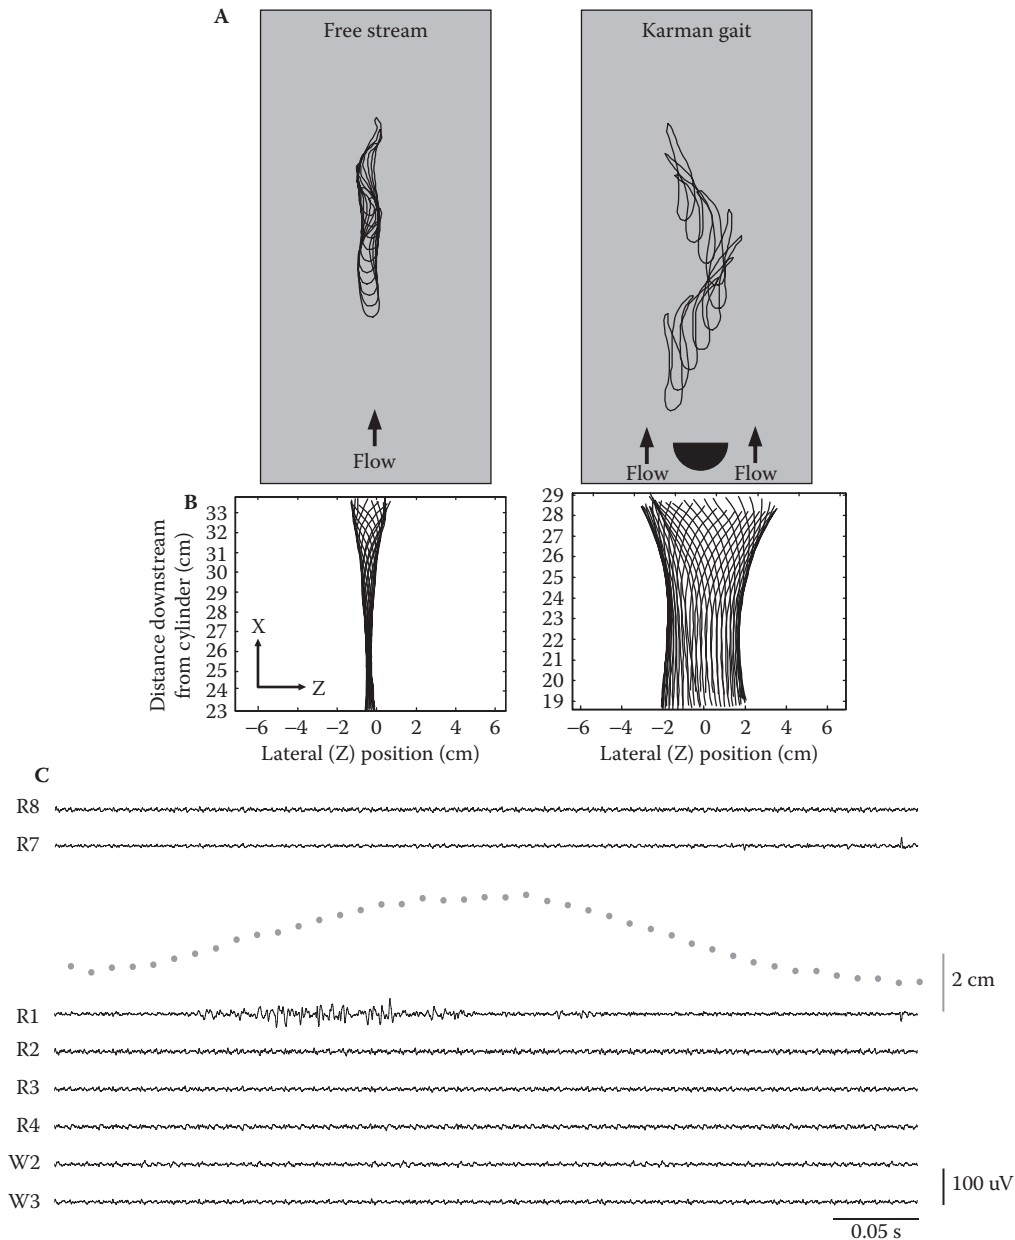 A
Free stream
Karman gait
Flow
Flow
Flow
B
Distance downstream
from cylinder (cm)
33
32
31
30
29
28
27
26
25
24
23
X
Z
−6 −4 −2 0 2 4 6
Lateral (Z) position (cm)
29
28
27
26
25
24
23
22
21
20
19
−6 −4 −2 0 2 4 6
Lateral (Z) position (cm)
C
R8
R7
2 cm
R1
R2
R3
R4
W2
W3
100 uV
0.05 s